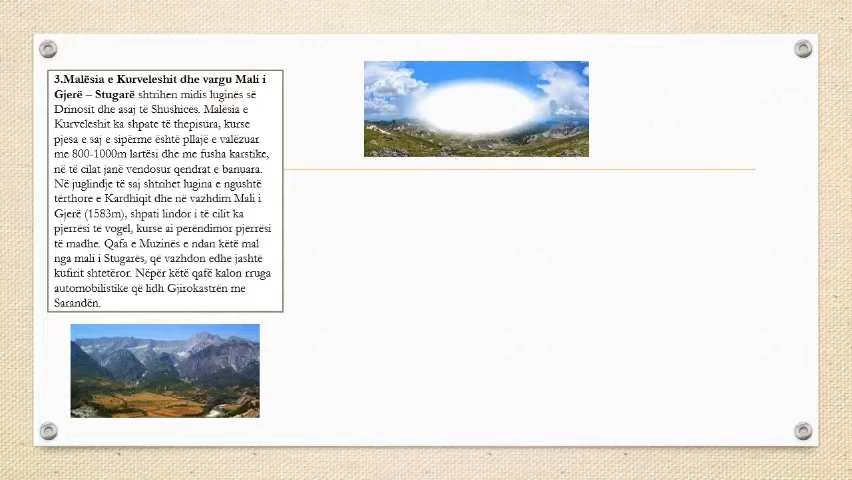 3.Malësia e Kurveleshit dhe vargu Mali i
Gjerë – Stugarë shtrihen midis luginës së
Drinosit dhe asaj të Shushicës. Malësia e
Kurveleshit ka shpate të thepisura, kurse
pjesa e saj e sipërme është pllajë e valëzuar
me 800-1000m lartësi dhe me fusha karstike,
në të cilat janë vendosur qendrat e banuara.
Në juglindje të saj shtrihet lugina e ngushtë
tërthore e Kardhiqit dhe në vazhdim Mali i
Gjerë (1583m), shpati lindor i të cilit ka
pjerrësi të vogël, kurse ai perëndimor pjerrësi
të madhe. Qafa e Muzinës e ndan këtë mal
nga mali i Stugarës, që vazhdon edhe jashtë
kufirit shtetëror. Nëpër këtë qafë kalon rruga
automobilistike që lidh Gjirokastrën me
Sarandën.